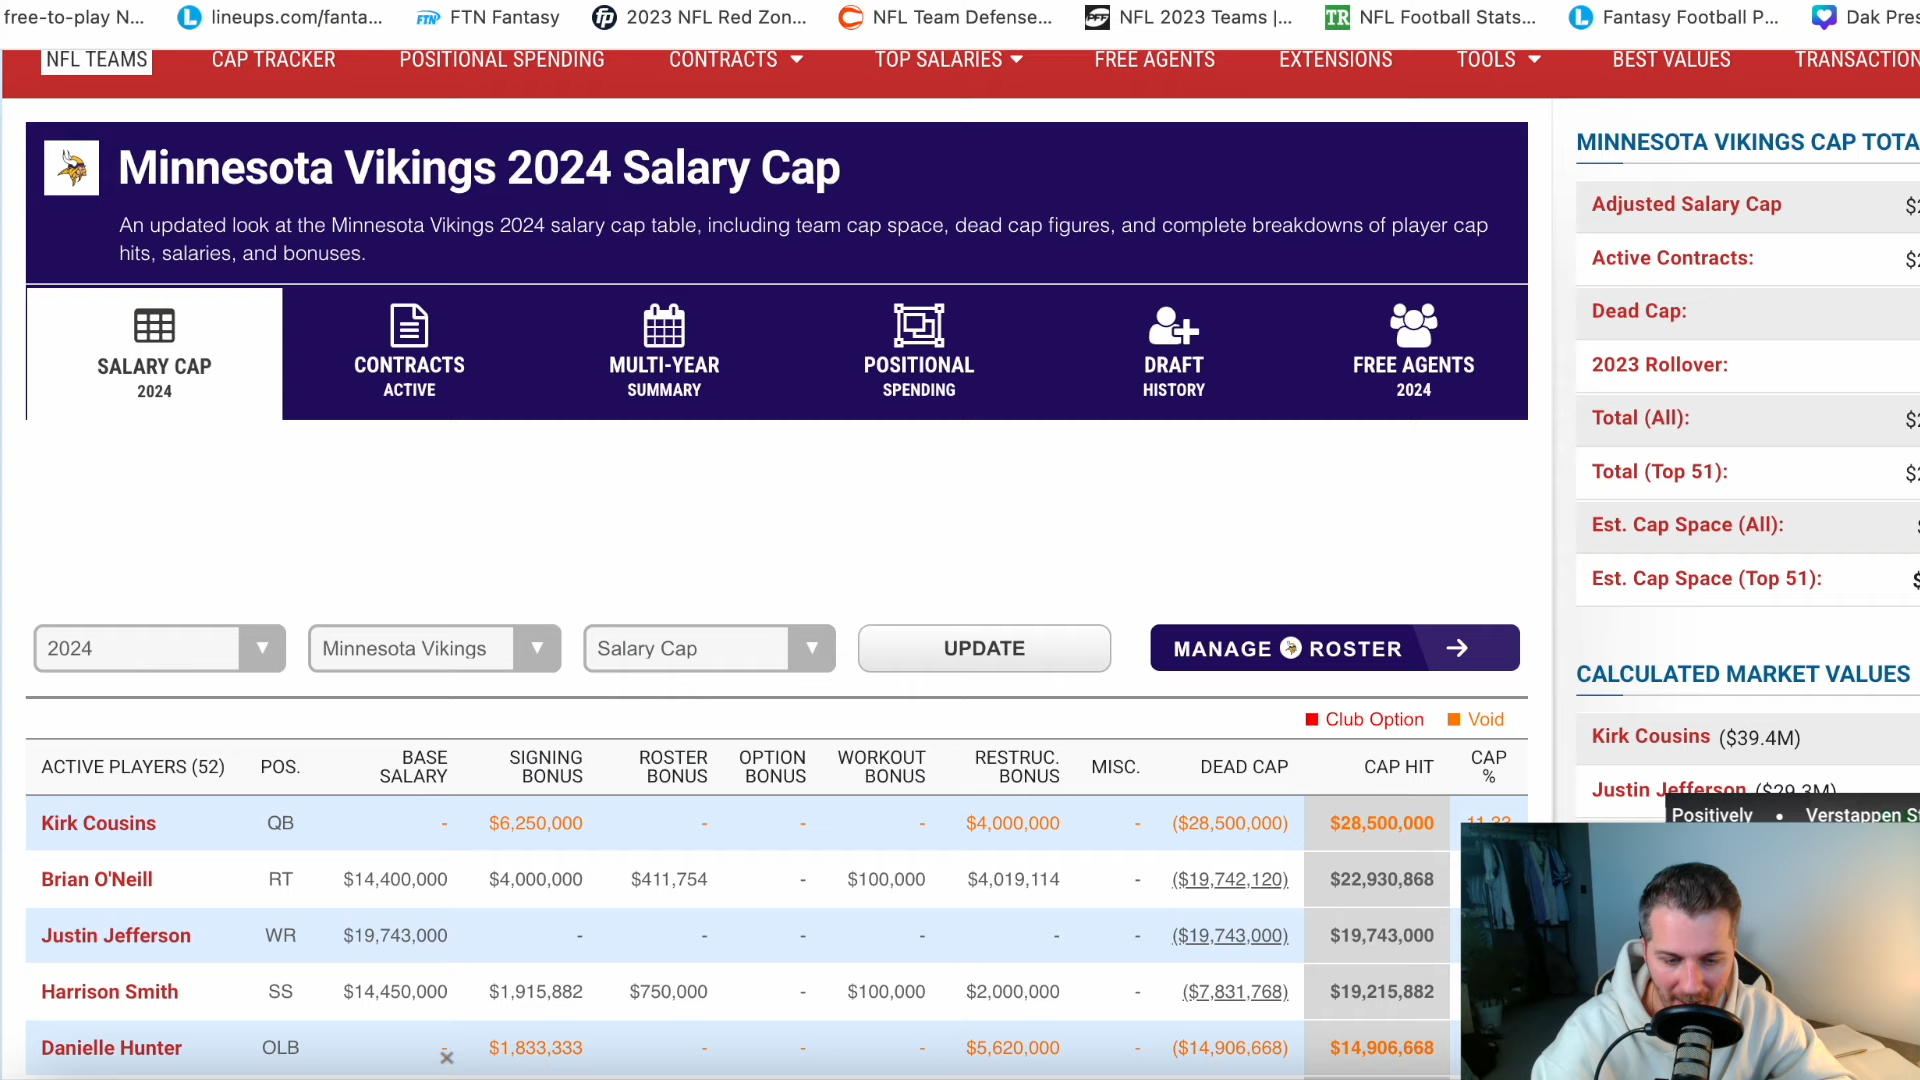 free-to-play N... lineups.com/fanta... FTN FTN Fantasy fp 2023 NFL Red Zon... NFL Team Defense... PFF NFL 2023 Teams |... TR NFL Football Stats... Fantasy Football P... Dak Pres
NFL TEAMS CAP TRACKER POSITIONAL SPENDING CONTRACTS TOP SALARIES FREE AGENTS EXTENSIONS TOOLS BEST VALUES TRANSACTION
Minnesota Vikings 2024 Salary Cap
An updated look at the Minnesota Vikings 2024 salary cap table, including team cap space, dead cap figures, and complete breakdowns of player cap
hits, salaries, and bonuses.
SALARY CAP CONTRACTS MULTI-YEAR POSITIONAL DRAFT FREE AGENTS
2024 ACTIVE SUMMARY SPENDING HISTORY 2024
2024 Minnesota Vikings Salary Cap UPDATE MANAGE ROSTER
Club Option Void
ACTIVE PLAYERS (52) POS. BASE SALARY SIGNING BONUS ROSTER BONUS OPTION BONUS WORKOUT BONUS RESTRUC. BONUS MISC. DEAD CAP CAP HIT CAP %
Kirk Cousins QB - $6,250,000 - - - $4,000,000 - ($28,500,000) $28,500,000
Brian O'Neill RT $14,400,000 $4,000,000 $411,754 - $100,000 $4,019,114 - ($19,742,120) $22,930,868
Justin Jefferson WR $19,743,000 - - - - - - ($19,743,000) $19,743,000
Harrison Smith SS $14,450,000 $1,915,882 $750,000 - $100,000 $2,000,000 - ($7,831,768) $19,215,882
Danielle Hunter OLB - $1,833,333 - - - $5,620,000 - ($14,906,668) $14,906,668
MINNESOTA VIKINGS CAP TOTA
Adjusted Salary Cap
Active Contracts:
Dead Cap:
2023 Rollover:
Total (All):
Total (Top 51):
Est. Cap Space (All):
Est. Cap Space (Top 51):
CALCULATED MARKET VALUES
Kirk Cousins ($39.4M)
Justin Jefferson ($29.3M)
Positively • Verstappen St